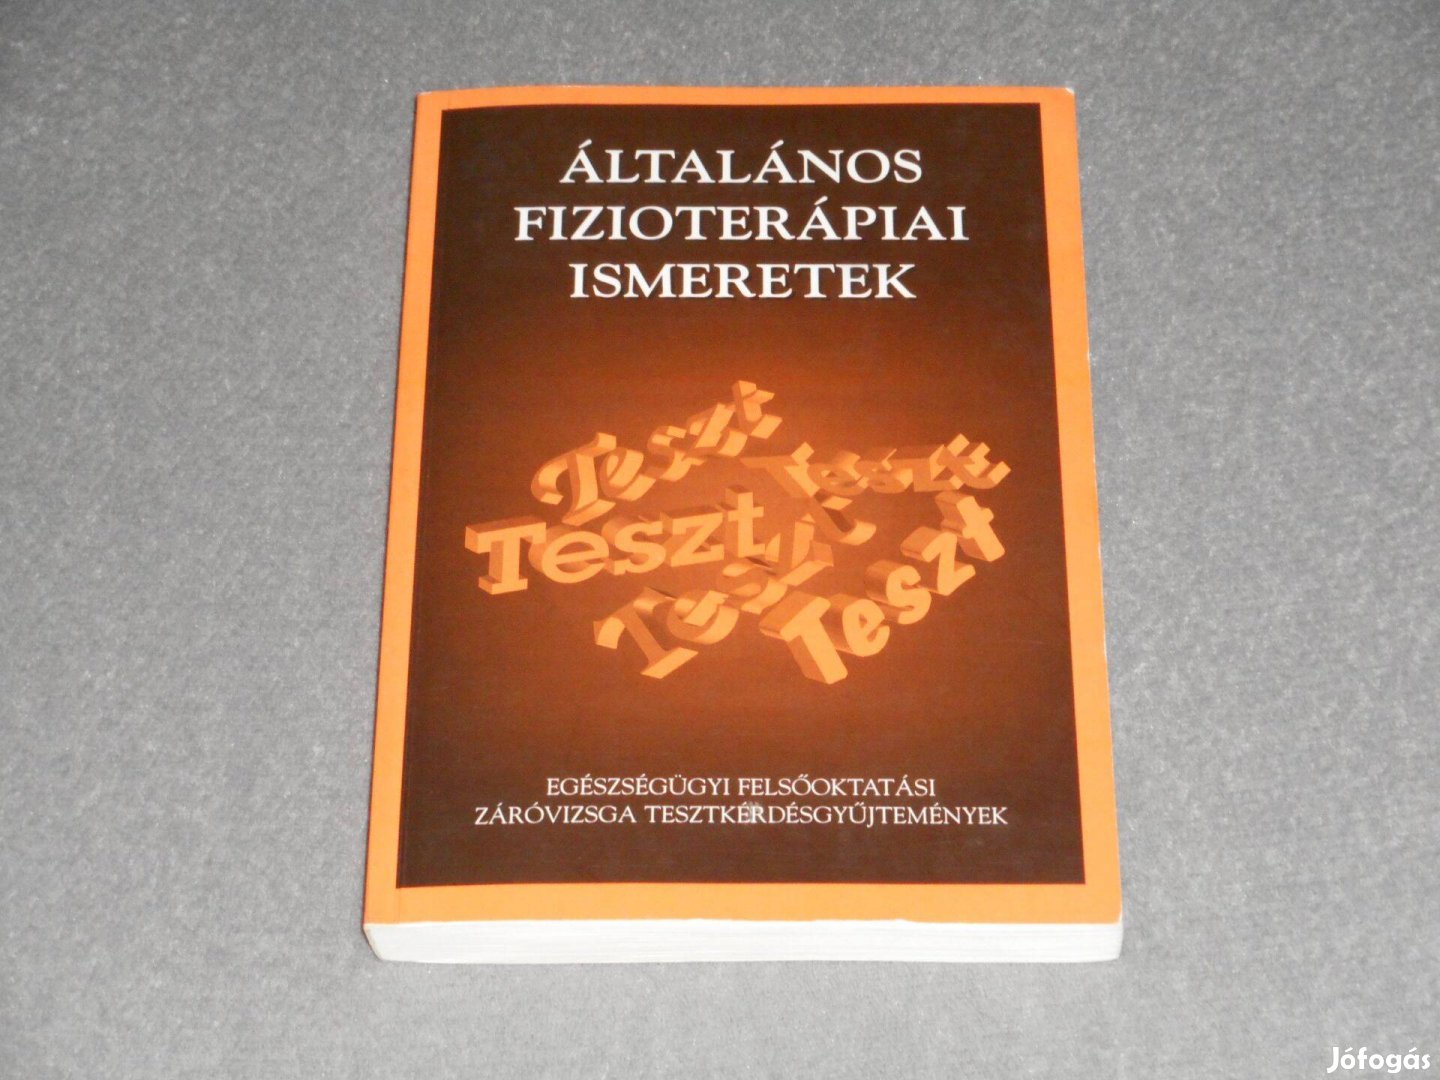 ÁLTALÁNOS
FIZIOTERÁPIAI
ISMERETEK
Teszt
Teszt
Teszt
Teszt
Teszt
EGÉSZSÉGÜGYI FELSŐOKTATÁSI
ZÁRÓVIZSGA TESZTKÉRDÉSGYŰJTEMÉNYEK
Jófogás